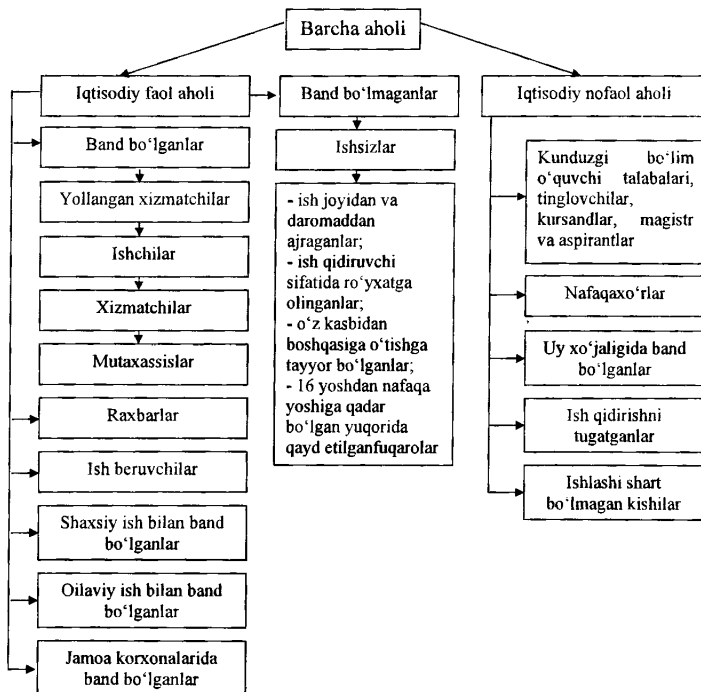 Barcha aholi
Iqtisodiy faol aholi
Band bo‘lmaganlar
Iqtisodiy nofaol aholi
Band bo‘lganlar
Yollangan xizmatchilar
Ishchilar
Xizmatchilar
Mutaxassislar
Raxbarlar
Ish beruvchilar
Shaxsiy ish bilan band
bo‘lganlar
Oilaviy ish bilan band
bo‘lganlar
Jamoa korxonalarida
band bo‘lganlar
Ishsizlar
- ish joyidan va
daromaddan
ajraganlar;
- ish qidiruvchi
sifatida ro‘yxatga
olinganlar;
- o‘z kasbidan
boshqasiga o‘tishga
tayyor bo‘lganlar;
- 16 yoshdan nafaqa
yoshiga qadar
bo‘lgan yuqorida
qayd etilganfuqarolar
Kunduzgi bo‘lim
o‘quvchi talabalari,
tinglovchilar,
kursandlar, magistr
va aspirantlar
Nafaqaxo‘rlar
Uy xo‘jaligida band
bo‘lganlar
Ish qidirishni
tugatganlar
Ishlashi shart
bo‘lmagan kishilar